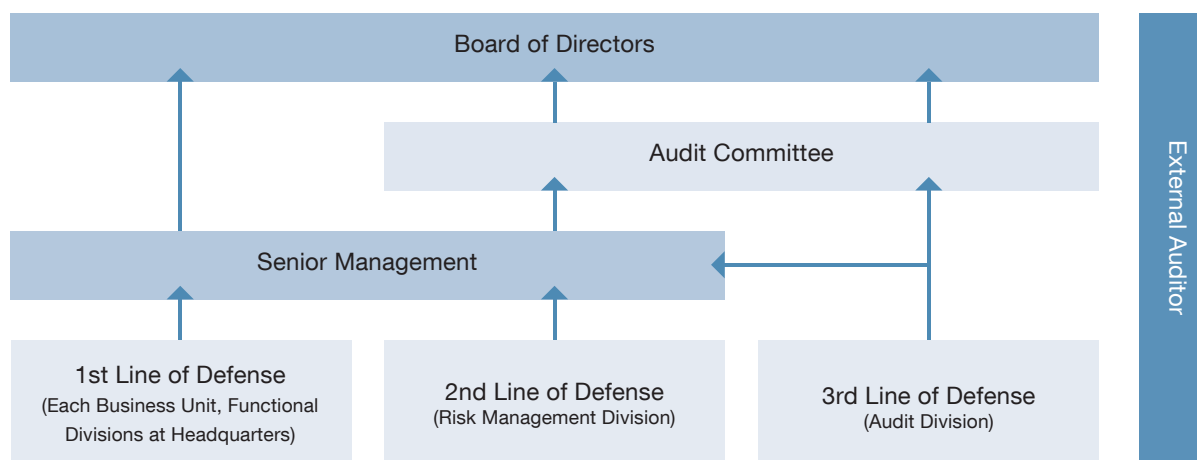 Board of Directors
Audit Committee
Senior Management
1st Line of Defense
(Each Business Unit, Functional
Divisions at Headquarters)
2nd Line of Defense
(Risk Management Division)
3rd Line of Defense
(Audit Division)
External Auditor